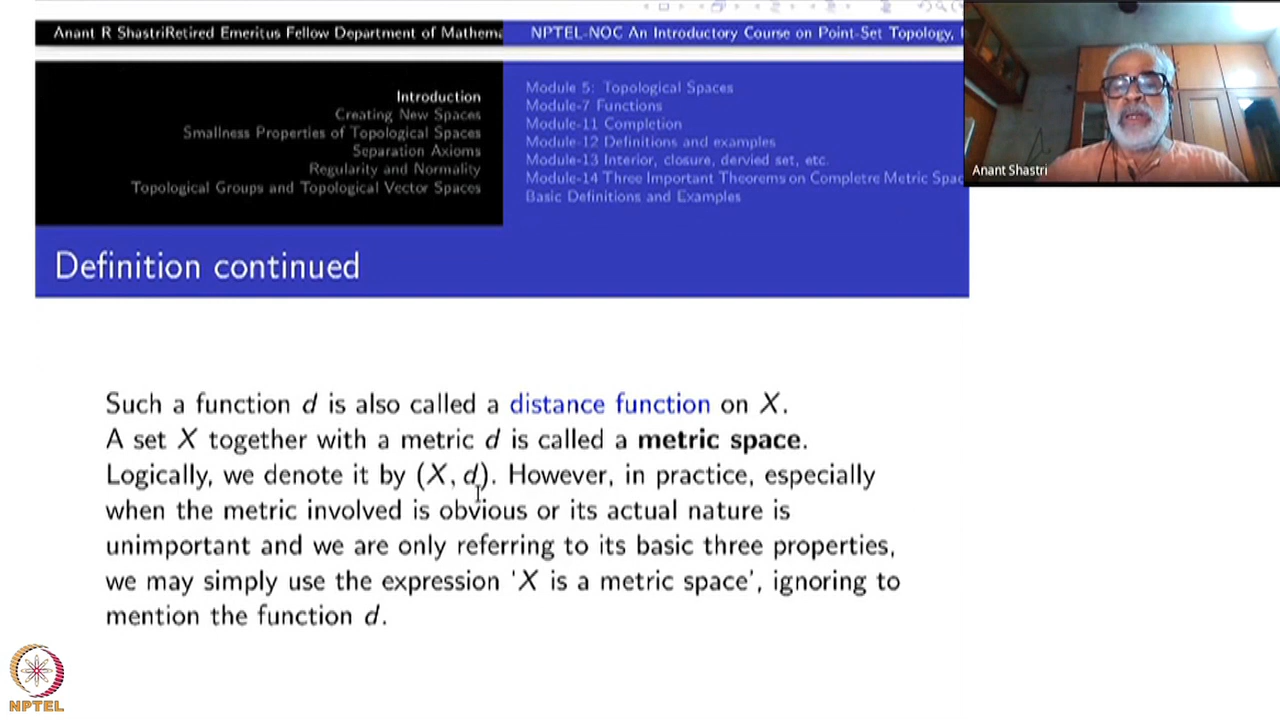 Anant R ShastriRetired Emeritus Fellow Department of Mathema
NPTEL-NOC An Introductory Course on Point-Set Topology,
Introduction
Creating New Spaces
Smallness Properties of Topological Spaces
Separation Axioms
Regularity and Normality
Topological Groups and Topological Vector Spaces
Module 5: Topological Spaces
Module-7 Functions
Module-11 Completion
Module-12 Definitions and examples
Module-13 Interior, closure, dervied set, etc.
Module-14 Three Important Theorems on Completre Metric Spac
Basic Definitions and Examples
Anant Shastri
Definition continued
Such a function d is also called a distance function on X.
A set X together with a metric d is called a metric space.
Logically, we denote it by (X, d). However, in practice, especially
when the metric involved is obvious or its actual nature is
unimportant and we are only referring to its basic three properties,
we may simply use the expression 'X is a metric space', ignoring to
mention the function d.
NPTEL